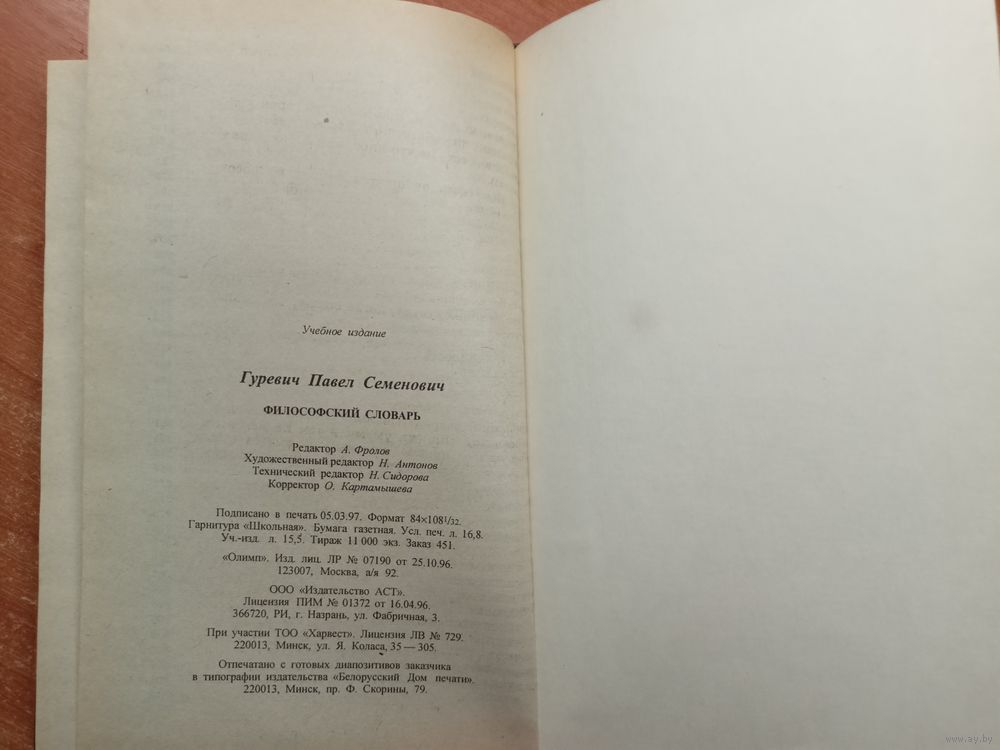 Учебное издание
Гуревич Павел Семенович
ФИЛОСОФСКИЙ СЛОВАРЬ
Редактор А. Фролов
Художественный редактор Н. Антонов
Технический редактор Н. Сидорова
Корректор О. Картамышева
Подписано в печать 05.03.97. Формат 84×108¹/₃₂.
Гарнитура «Школьная». Бумага газетная. Усл. печ. л. 16,8.
Уч.-изд. л. 15,5. Тираж 11 000 экз. Заказ 451.
«Олимп». Изд. лиц. ЛР № 07190 от 25.10.96.
123007, Москва, а/я 92.
ООО «Издательство АСТ».
Лицензия ПИМ № 01372 от 16.04.96.
366720, РИ, г. Назрань, ул. Фабричная, 3.
При участии ТОО «Харвест». Лицензия ЛВ № 729.
220013, Минск, ул. Я. Коласа, 35 — 305.
Отпечатано с готовых диапозитивов заказчика
в типографии издательства «Белорусский Дом печати».
220013, Минск, пр. Ф. Скорины, 79.
www.ay.by